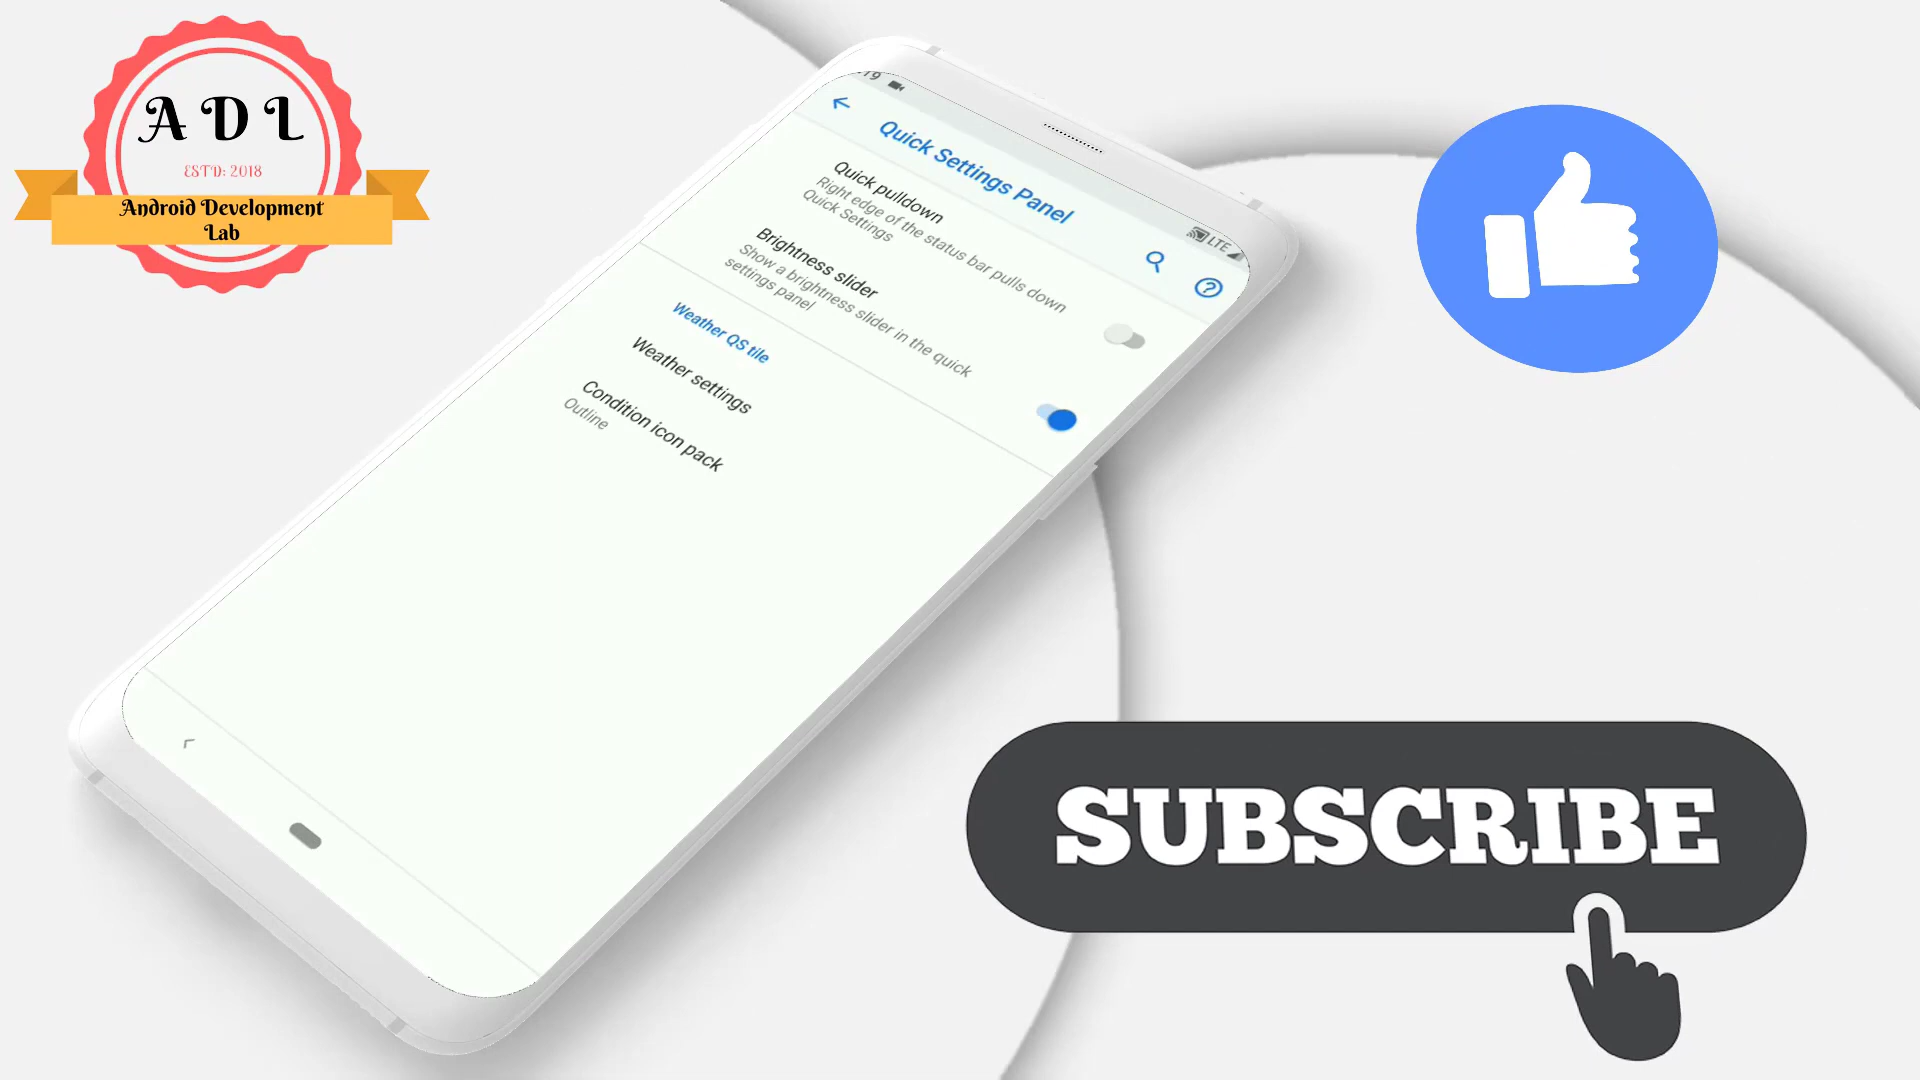 A D L
ESTD: 2018
Android Development
Lab
19
LTE
Quick Settings Panel
Quick pulldown
Right edge of the status bar pulls down
Quick Settings
Brightness slider
Show a brightness slider in the quick
settings panel
Weather QS tile
Weather settings
Condition icon pack
Outline
SUBSCRIBE